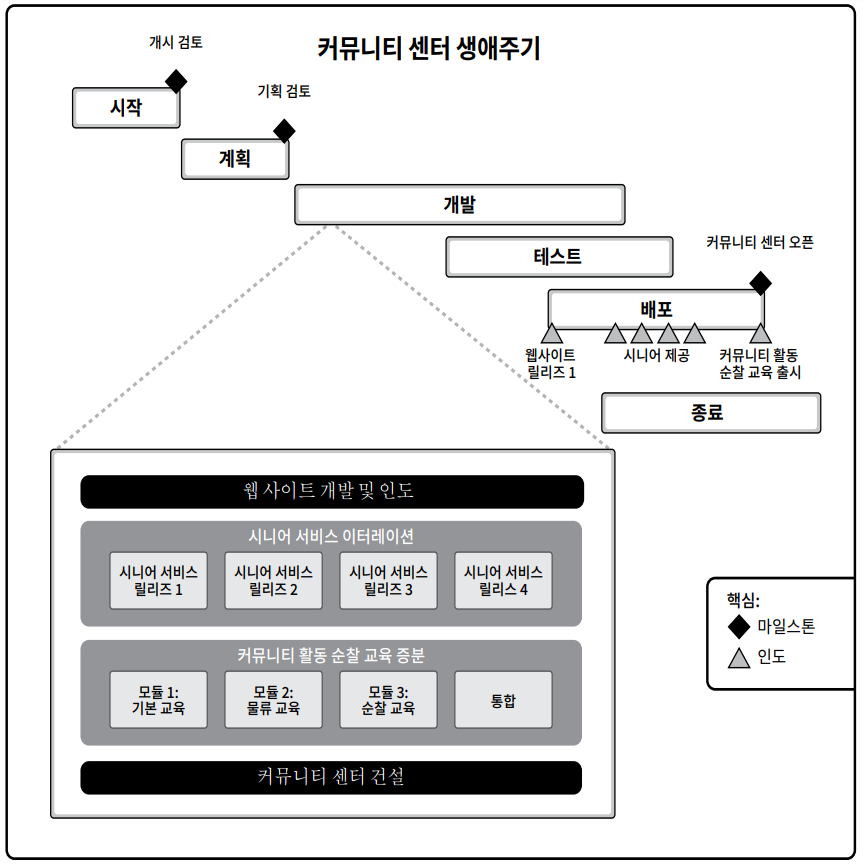 커뮤니티 센터 생애주기
개시 검토
시작
기획 검토
계획
개발
테스트
커뮤니티 센터 오픈
배포
웹사이트
릴리즈 1
시니어 제공
커뮤니티 활동
순찰 교육 출시
종료
웹 사이트 개발 및 인도
시니어 서비스 이터레이션
시니어 서비스
릴리즈 1
시니어 서비스
릴리즈 2
시니어 서비스
릴리즈 3
시니어 서비스
릴리스 4
커뮤니티 활동 순찰 교육 증분
모듈 1:
기본 교육
모듈 2:
물류 교육
모듈 3:
순찰 교육
통합
커뮤니티 센터 건설
핵심:
마일스톤
인도